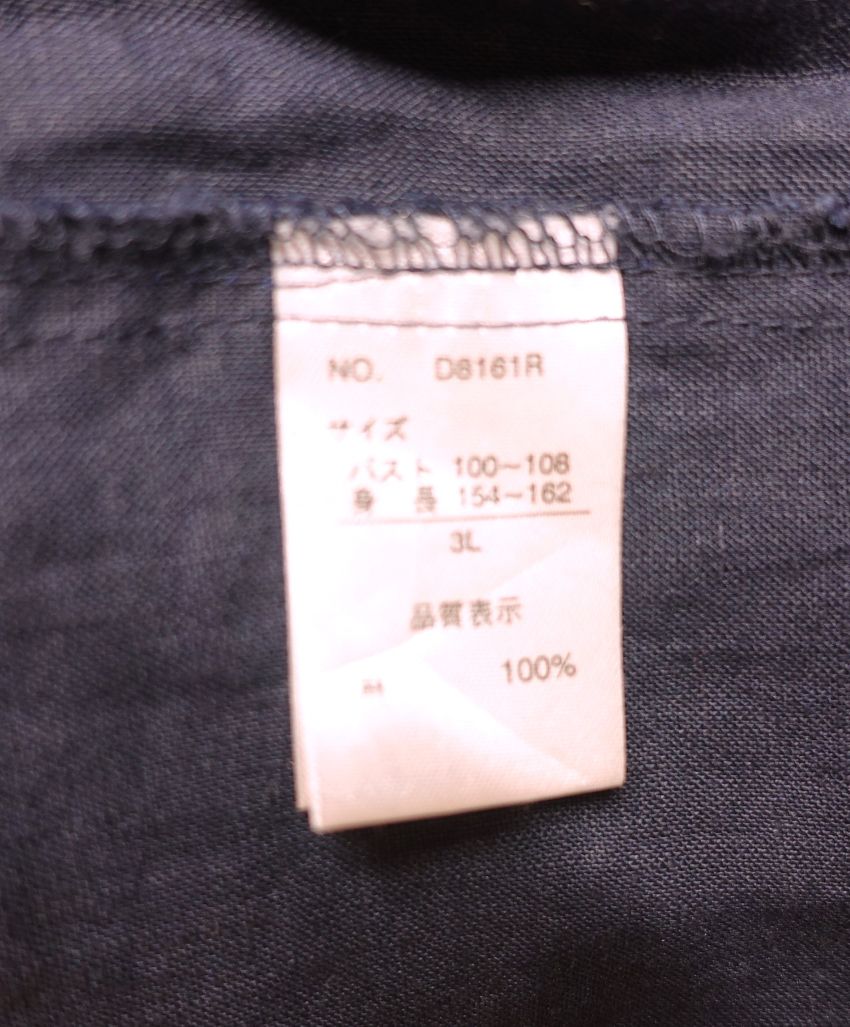 NO. D8161R
サイズ
バスト 100~108
身 長 154~162
3L
品質表示
100%